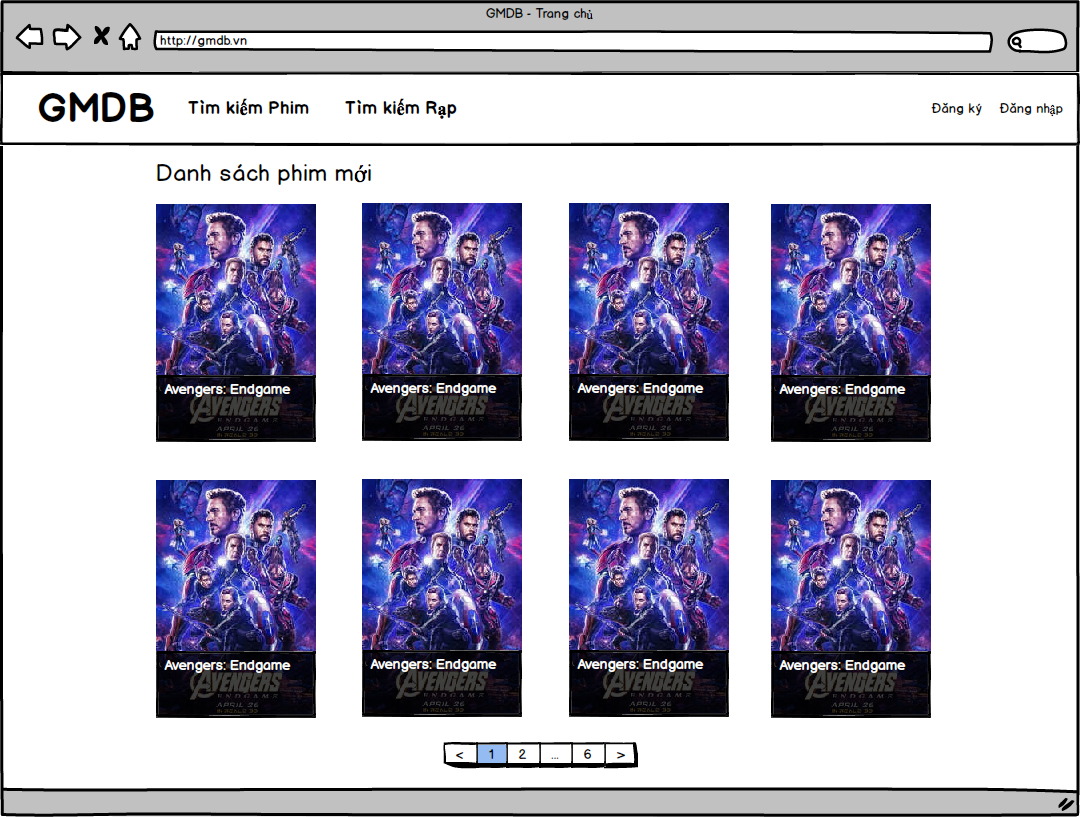 GMDB - Trang chủ
http://gmdb.vn
GMDB Tìm kiếm Phim Tìm kiếm Rạp Đăng ký Đăng nhập
Danh sách phim mới
Avengers: Endgame Avengers: Endgame Avengers: Endgame Avengers: Endgame
AVENGERS AVENGERS AVENGERS AVENGERS
ENDGAME ENDGAME ENDGAME ENDGAME
APRIL 26 APRIL 26 APRIL 26 APRIL 26
Avengers: Endgame Avengers: Endgame Avengers: Endgame Avengers: Endgame
AVENGERS AVENGERS AVENGERS AVENGERS
ENDGAME ENDGAME ENDGAME ENDGAME
APRIL 26 APRIL 26 APRIL 26 APRIL 26
< 1 2 ... 6 >